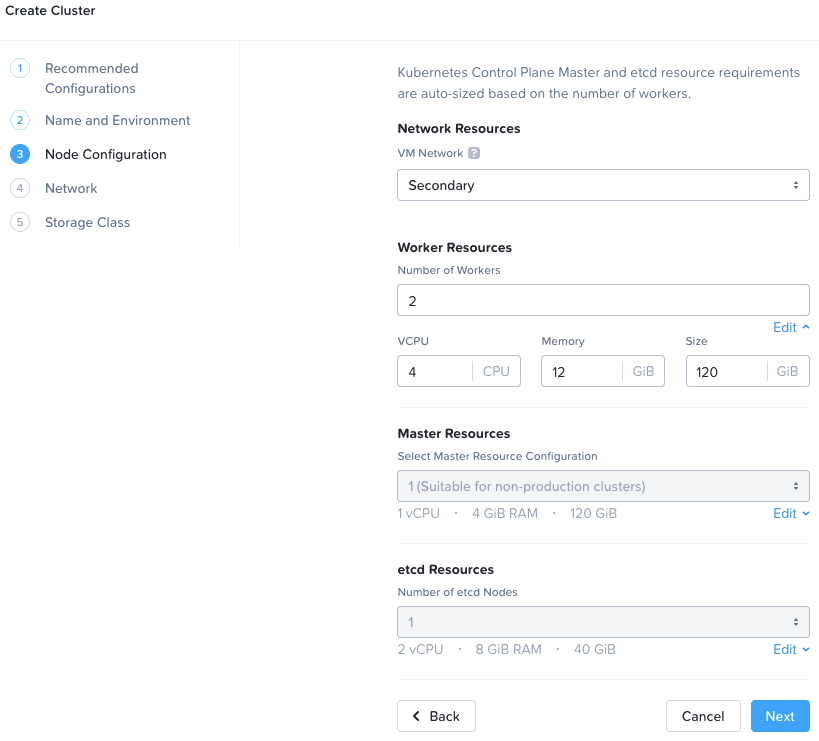 Create Cluster
1 Recommended
Configurations
2 Name and Environment
3 Node Configuration
4 Network
5 Storage Class
Kubernetes Control Plane Master and etcd resource requirements
are auto-sized based on the number of workers.
Network Resources
VM Network ?
Secondary
Worker Resources
Number of Workers
2
Edit
VCPU Memory Size
4 CPU 12 GiB 120 GiB
Master Resources
Select Master Resource Configuration
1 (Suitable for non-production clusters)
1 vCPU · 4 GiB RAM · 120 GiB Edit
etcd Resources
Number of etcd Nodes
1
2 vCPU · 8 GiB RAM · 40 GiB Edit
Back Cancel Next